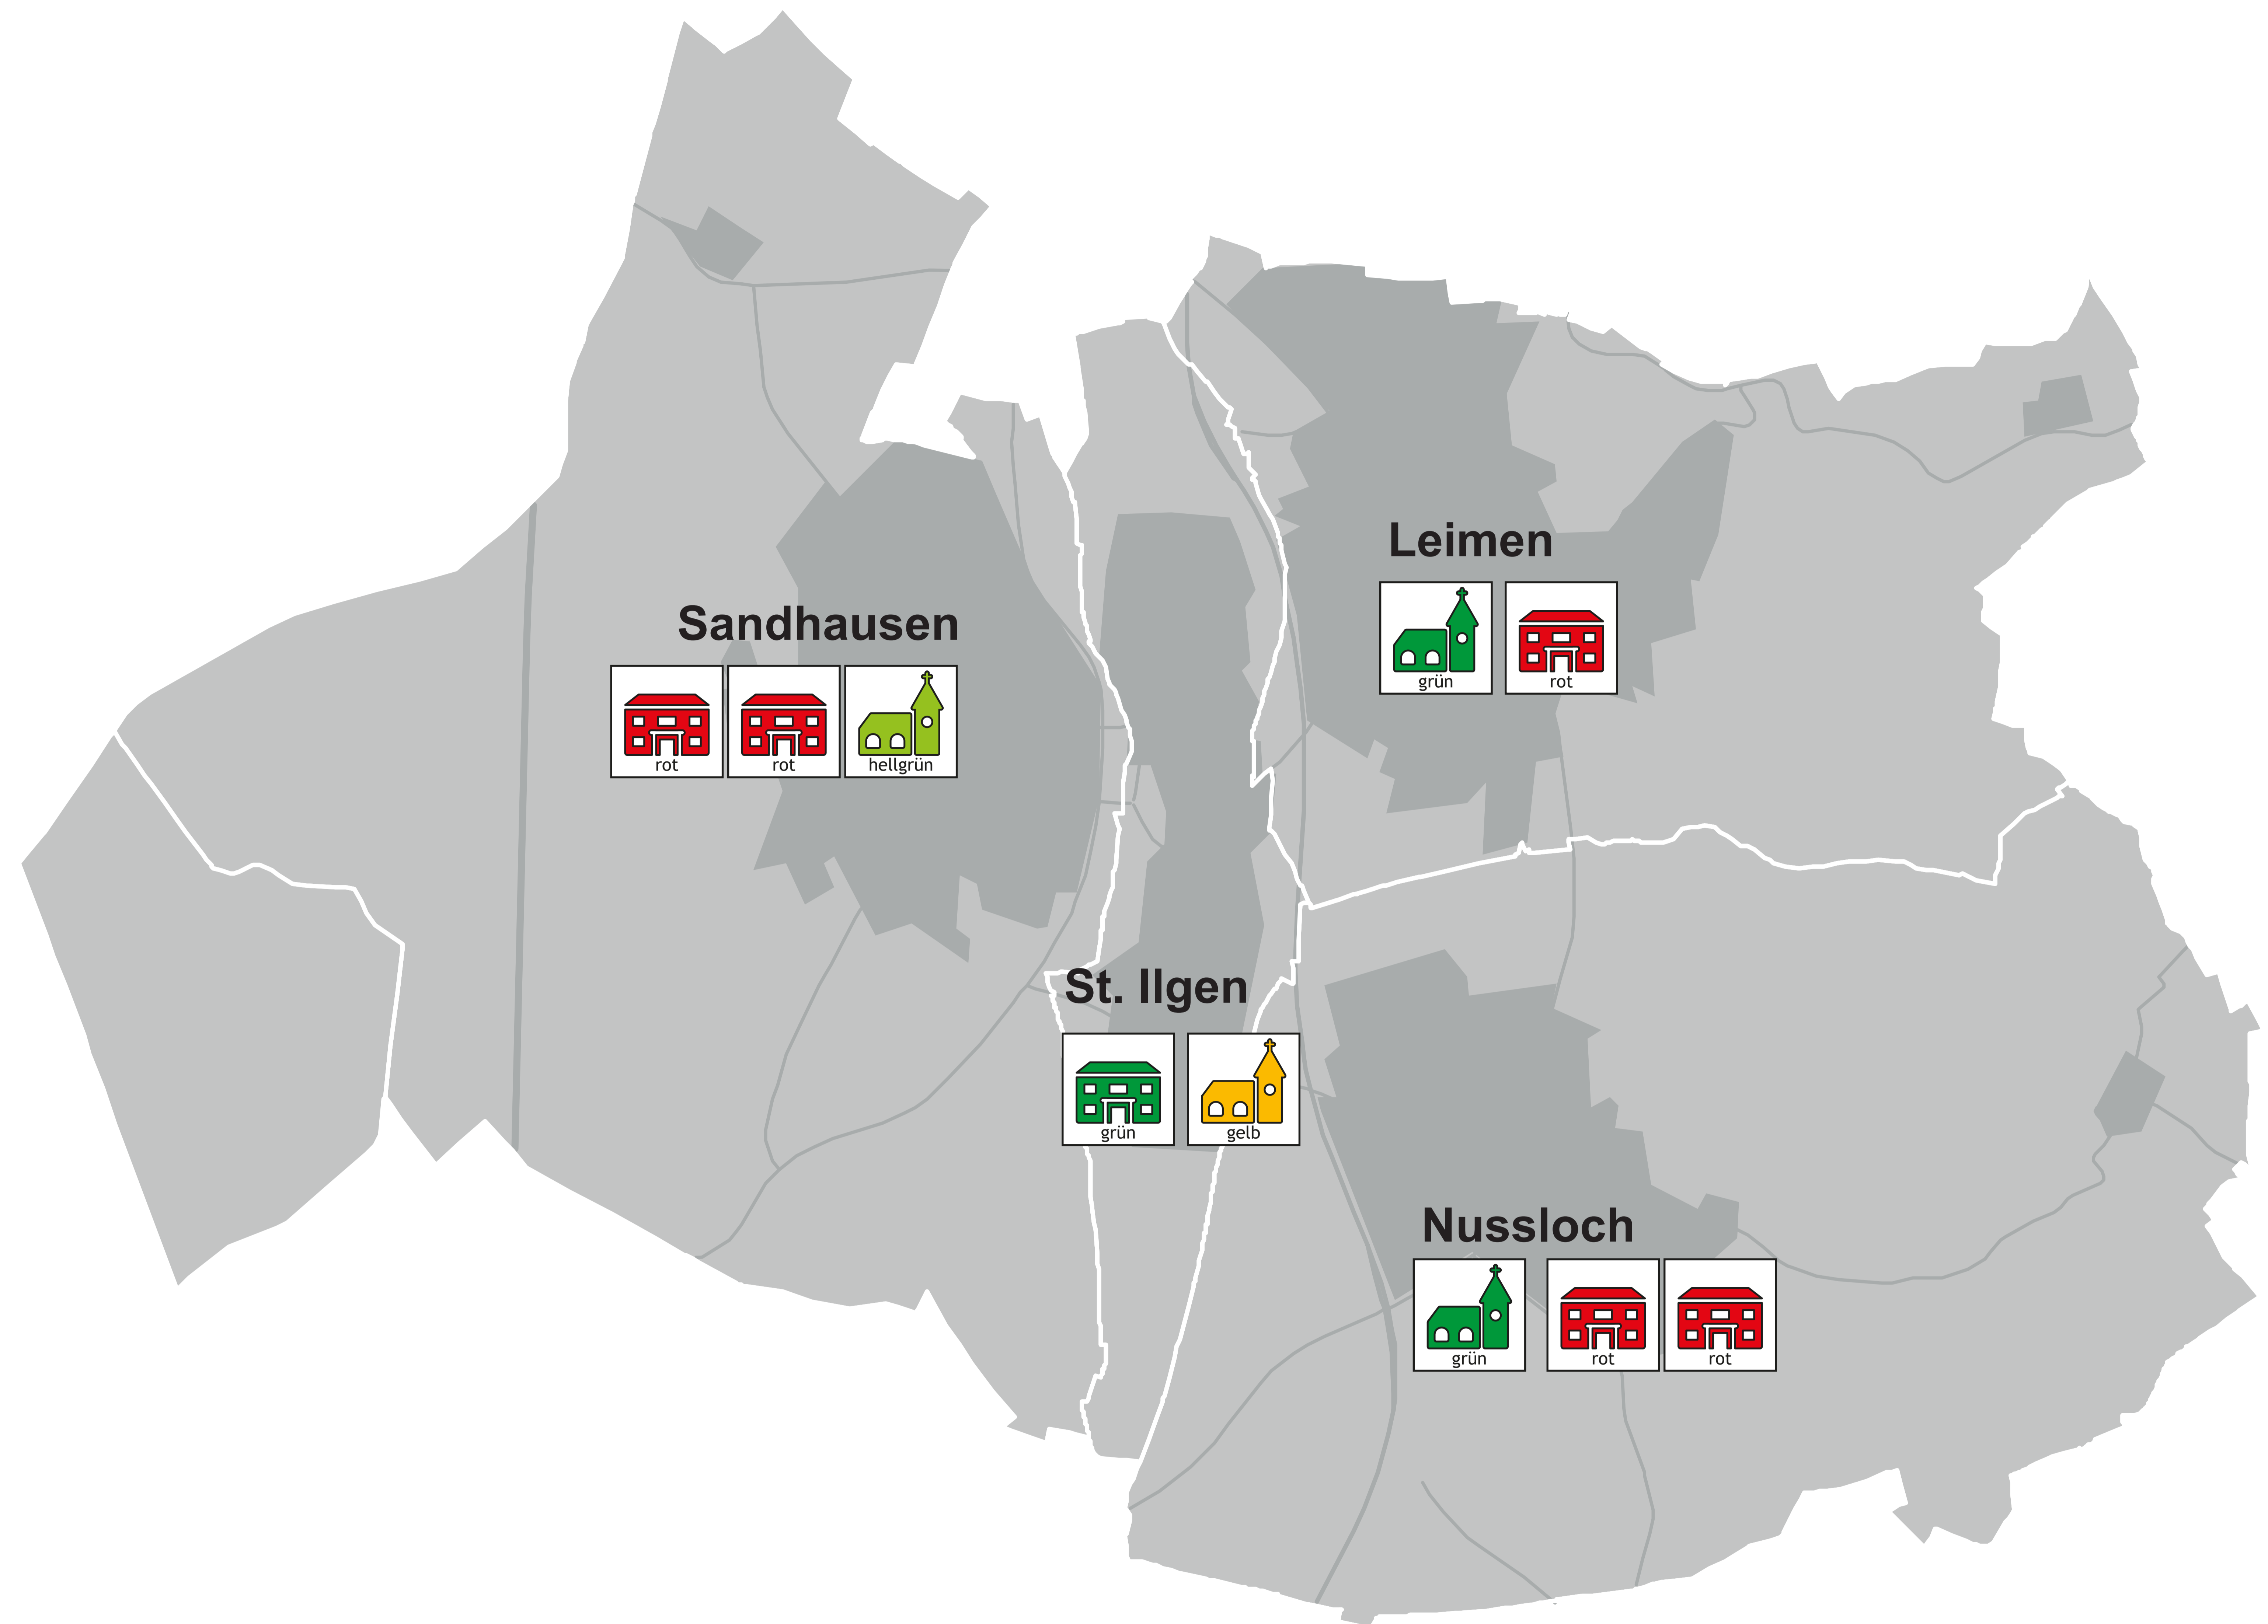 Leimen
grün
rot
Sandhausen
rot
rot
hellgrün
St. Ilgen
grün
gelb
Nussloch
grün
rot
rot